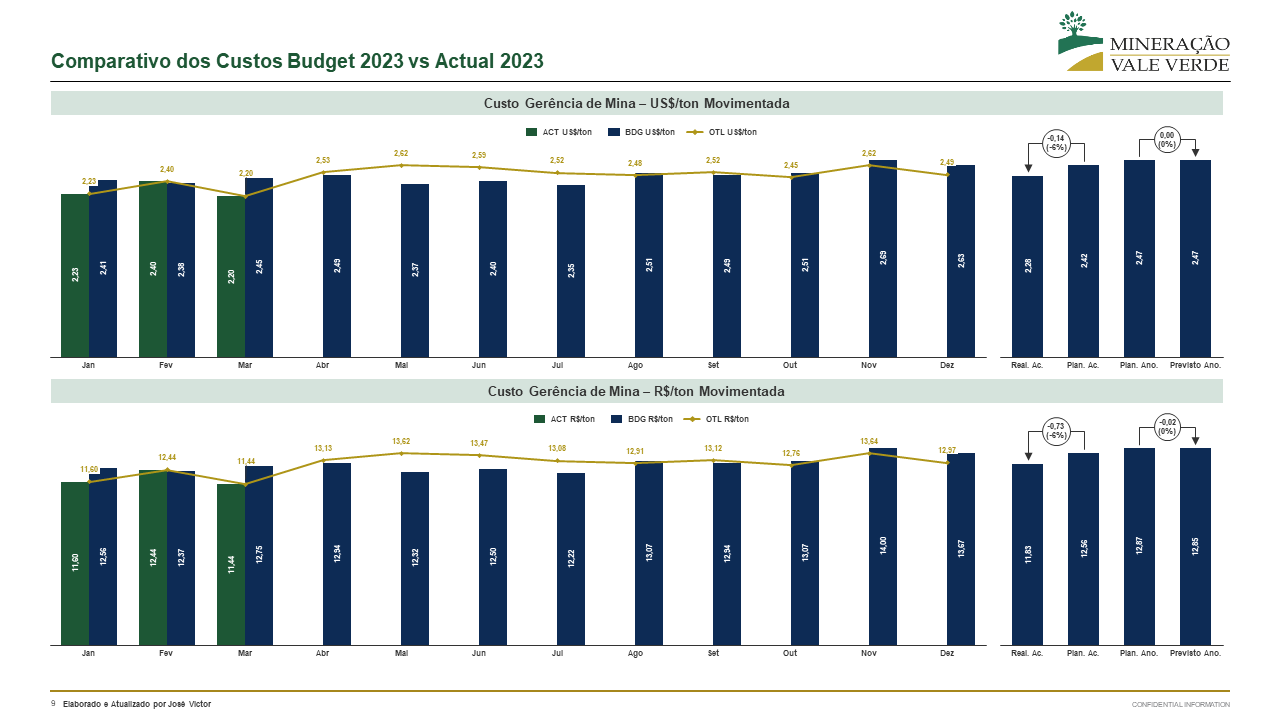 MINERAÇÃO
VALE VERDE
Comparativo dos Custos Budget 2023 vs Actual 2023
Custo Gerência de Mina – US$/ton Movimentada
ACT US$/ton BDG US$/ton OTL US$/ton
-0,14
(-6%)
0,00
(0%)
2,23 2,40 2,20 2,53 2,62 2,59 2,52 2,48 2,52 2,45 2,62 2,49
2,23 2,41 2,40 2,38 2,20 2,45 2,49 2,37 2,40 2,35 2,51 2,49 2,51 2,69 2,63 2,28 2,42 2,47 2,47
Jan Fev Mar Abr Mai Jun Jul Ago Set Out Nov Dez Real. Ac. Plan. Ac. Plan. Ano. Previsto Ano.
Custo Gerência de Mina – R$/ton Movimentada
ACT R$/ton BDG R$/ton OTL R$/ton
-0,73
(-6%)
-0,02
(0%)
11,60 12,44 11,44 13,13 13,62 13,47 13,08 12,91 13,12 12,76 13,64 12,97
11,60 12,56 12,44 12,37 11,44 12,75 12,94 12,32 12,50 12,22 13,07 12,94 13,07 14,00 13,67 11,83 12,56 12,87 12,85
Jan Fev Mar Abr Mai Jun Jul Ago Set Out Nov Dez Real. Ac. Plan. Ac. Plan. Ano. Previsto Ano.
9 Elaborado e Atualizado por José Victor
CONFIDENTIAL INFORMATION